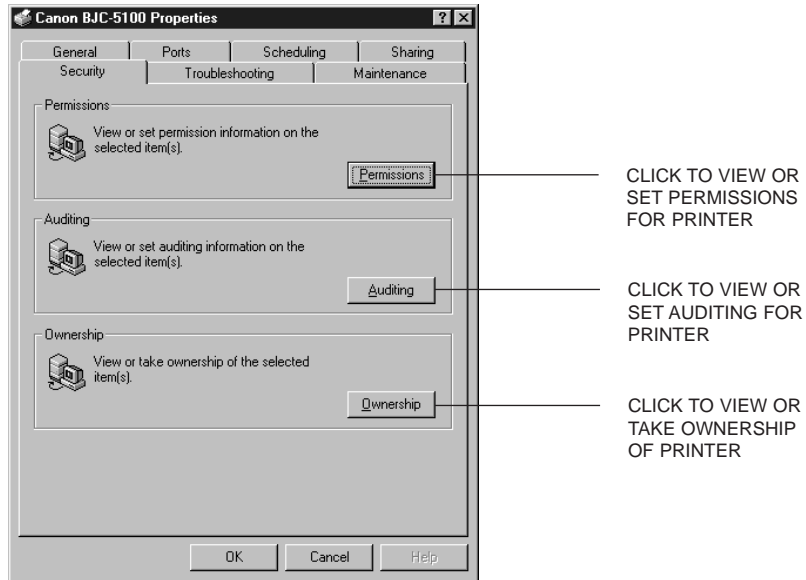 Canon BJC-5100 Properties
General Ports Scheduling Sharing
Security Troubleshooting Maintenance
Permissions
View or set permission information on the
selected item(s).
Permissions
CLICK TO VIEW OR
SET PERMISSIONS
FOR PRINTER
Auditing
View or set auditing information on the
selected item(s).
Auditing
CLICK TO VIEW OR
SET AUDITING FOR
PRINTER
Ownership
View or take ownership of the selected
item(s).
Ownership
CLICK TO VIEW OR
TAKE OWNERSHIP
OF PRINTER
OK Cancel Help